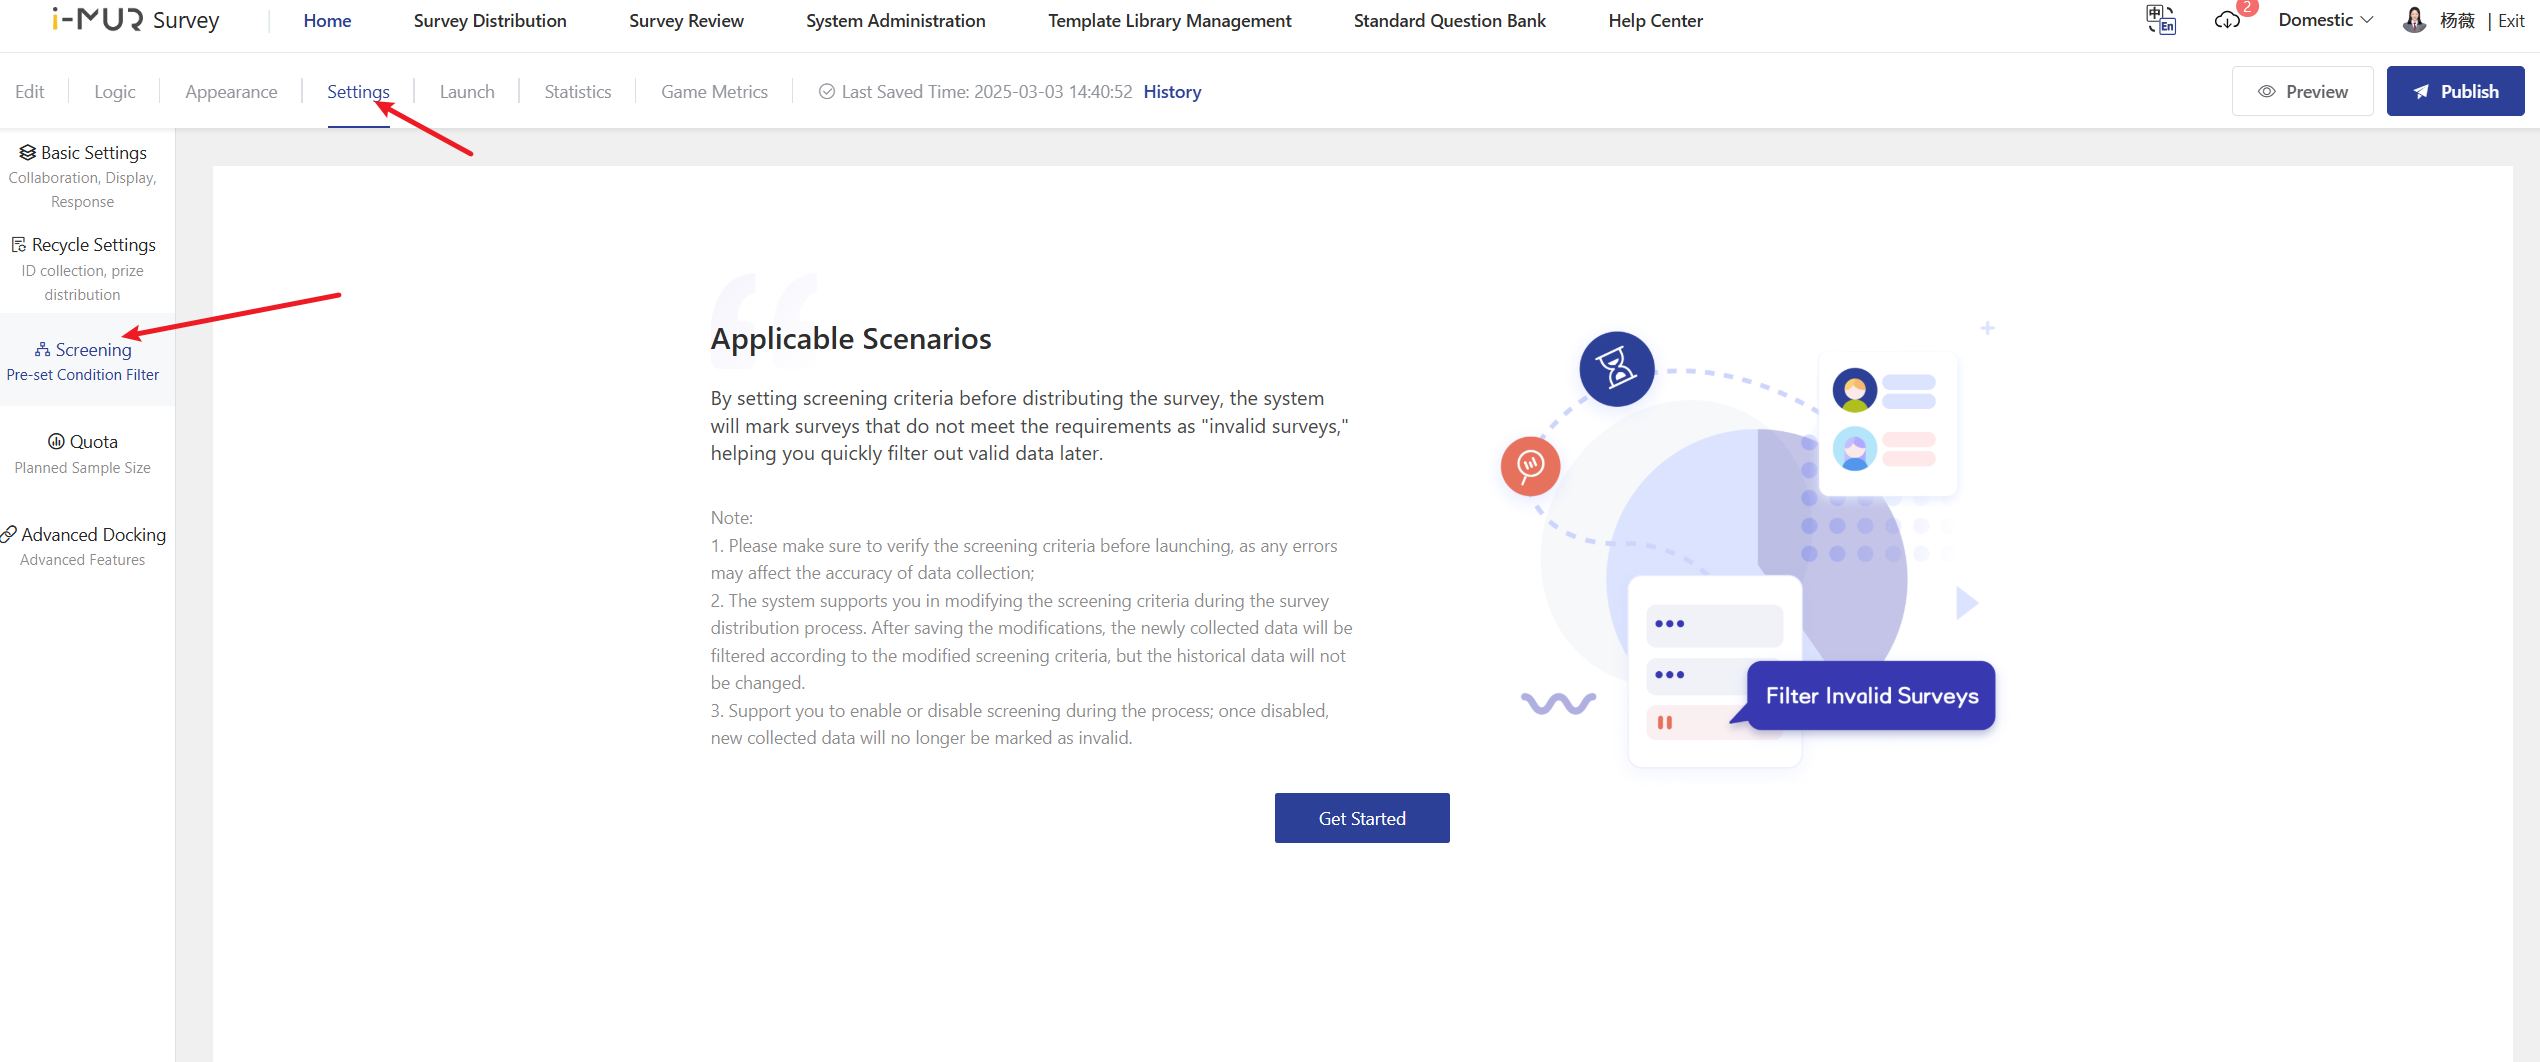 i-MUR Survey
Home
Survey Distribution
Survey Review
System Administration
Template Library Management
Standard Question Bank
Help Center
中
En
2
Domestic
杨薇
| Exit
Edit
Logic
Appearance
Settings
Launch
Statistics
Game Metrics
Last Saved Time: 2025-03-03 14:40:52
History
Preview
Publish
Basic Settings
Collaboration, Display,
Response
Recycle Settings
ID collection, prize
distribution
Screening
Pre-set Condition Filter
Quota
Planned Sample Size
Advanced Docking
Advanced Features
Applicable Scenarios
By setting screening criteria before distributing the survey, the system
will mark surveys that do not meet the requirements as "invalid surveys,"
helping you quickly filter out valid data later.
Note:
1. Please make sure to verify the screening criteria before launching, as any errors
may affect the accuracy of data collection;
2. The system supports you in modifying the screening criteria during the survey
distribution process. After saving the modifications, the newly collected data will be
filtered according to the modified screening criteria, but the historical data will not
be changed.
3. Support you to enable or disable screening during the process; once disabled,
new collected data will no longer be marked as invalid.
Filter Invalid Surveys
Get Started